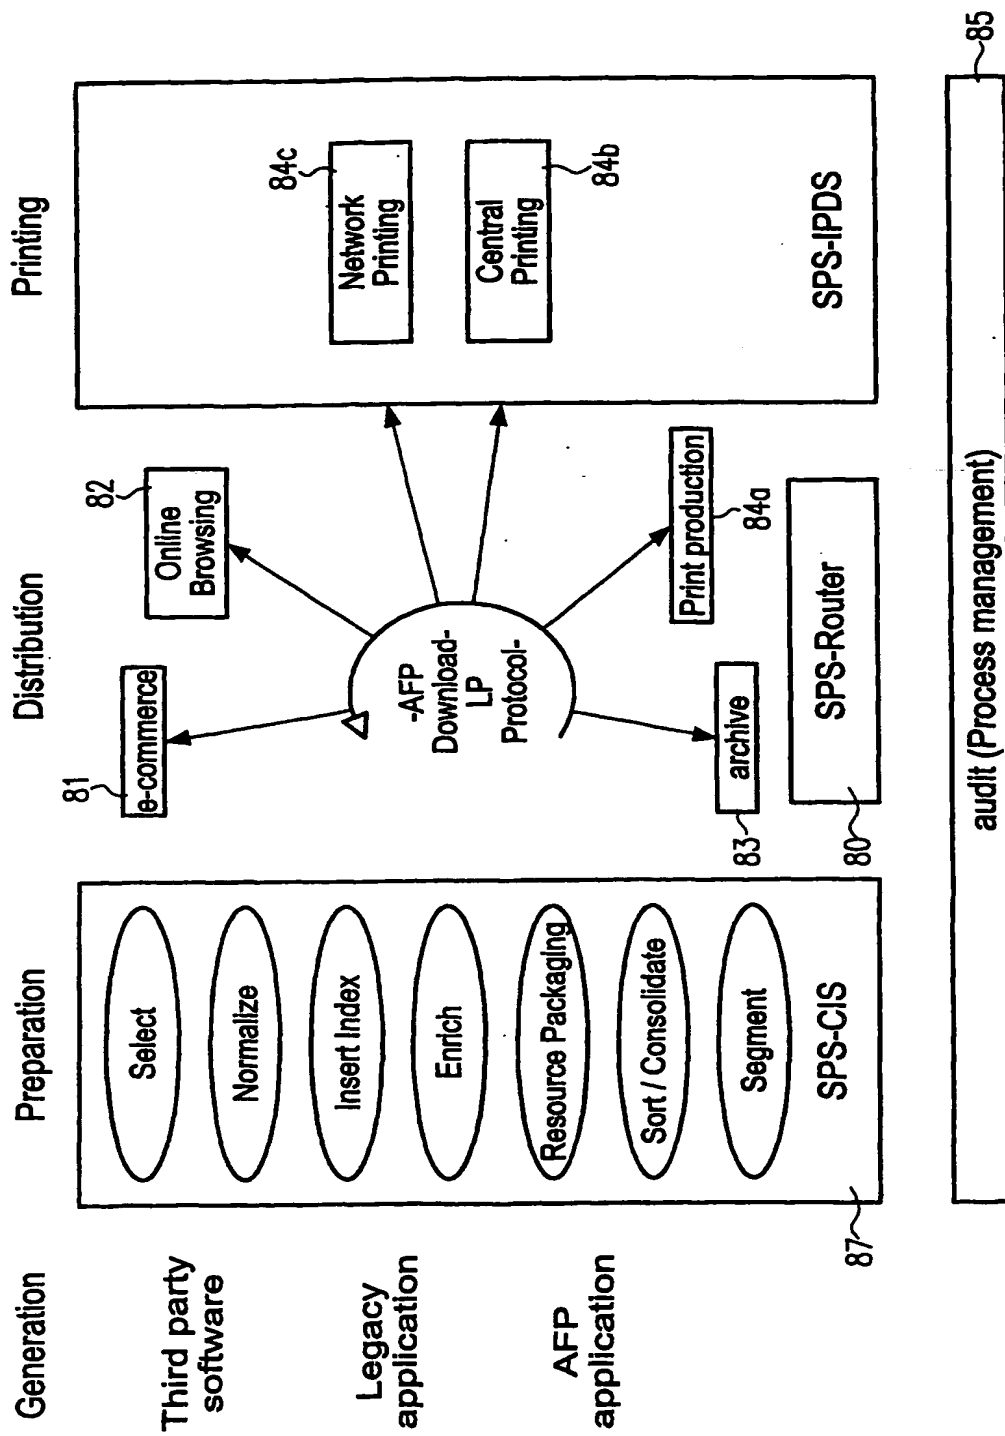 Generation
Preparation
Distribution
Printing
Third party
software
Legacy
application
AFP
application
Select
Normalize
Insert Index
Enrich
Resource Packaging
Sort / Consolidate
Segment
SPS-CIS
87
81
e-commerce
82
Online
Browsing
-AFP
Download-
LP
Protocol-
archive
83
Print production
84a
SPS-Router
80
84c
Network
Printing
Central
Printing
84b
SPS-IPDS
audit (Process management)
85